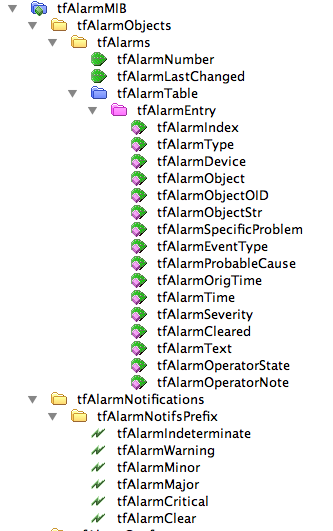 tfAlarmMIB
tfAlarmObjects
tfAlarms
tfAlarmNumber
tfAlarmLastChanged
tfAlarmTable
tfAlarmEntry
tfAlarmIndex
tfAlarmType
tfAlarmDevice
tfAlarmObject
tfAlarmObjectOID
tfAlarmObjectStr
tfAlarmSpecificProblem
tfAlarmEventType
tfAlarmProbableCause
tfAlarmOrigTime
tfAlarmTime
tfAlarmSeverity
tfAlarmCleared
tfAlarmText
tfAlarmOperatorState
tfAlarmOperatorNote
tfAlarmNotifications
tfAlarmNotifsPrefix
tfAlarmIndeterminate
tfAlarmWarning
tfAlarmMinor
tfAlarmMajor
tfAlarmCritical
tfAlarmClear